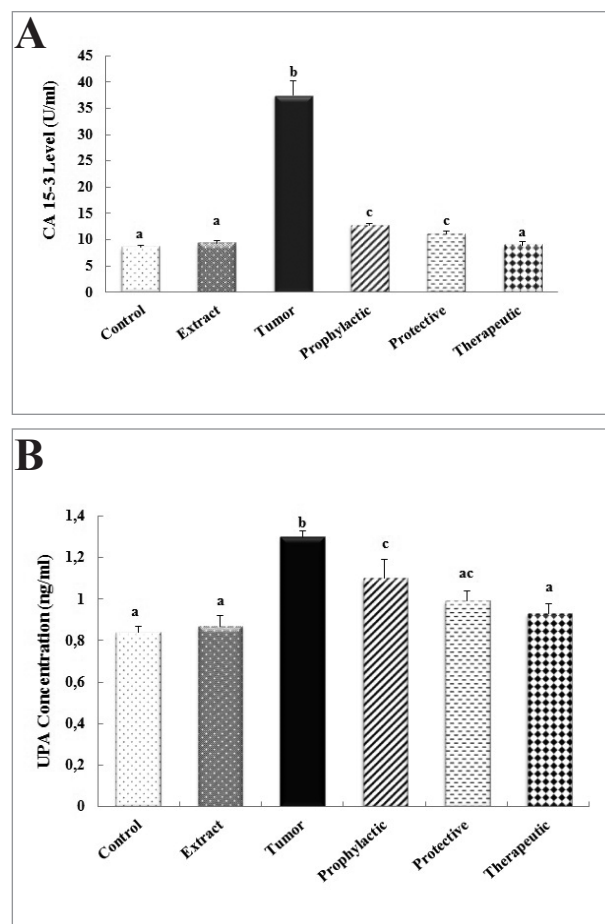 A
CA 15-3 Level (U/ml)
45
40
35
30
25
20
15
10
5
0
a
a
b
c
c
a
Control
Extract
Tumor
Prophylactic
Protective
Therapeutic
B
UPA Concentration (ng/ml)
1,4
1,2
1
0,8
0,6
0,4
0,2
0
a
a
b
c
ac
a
Control
Extract
Tumor
Prophylactic
Protective
Therapeutic